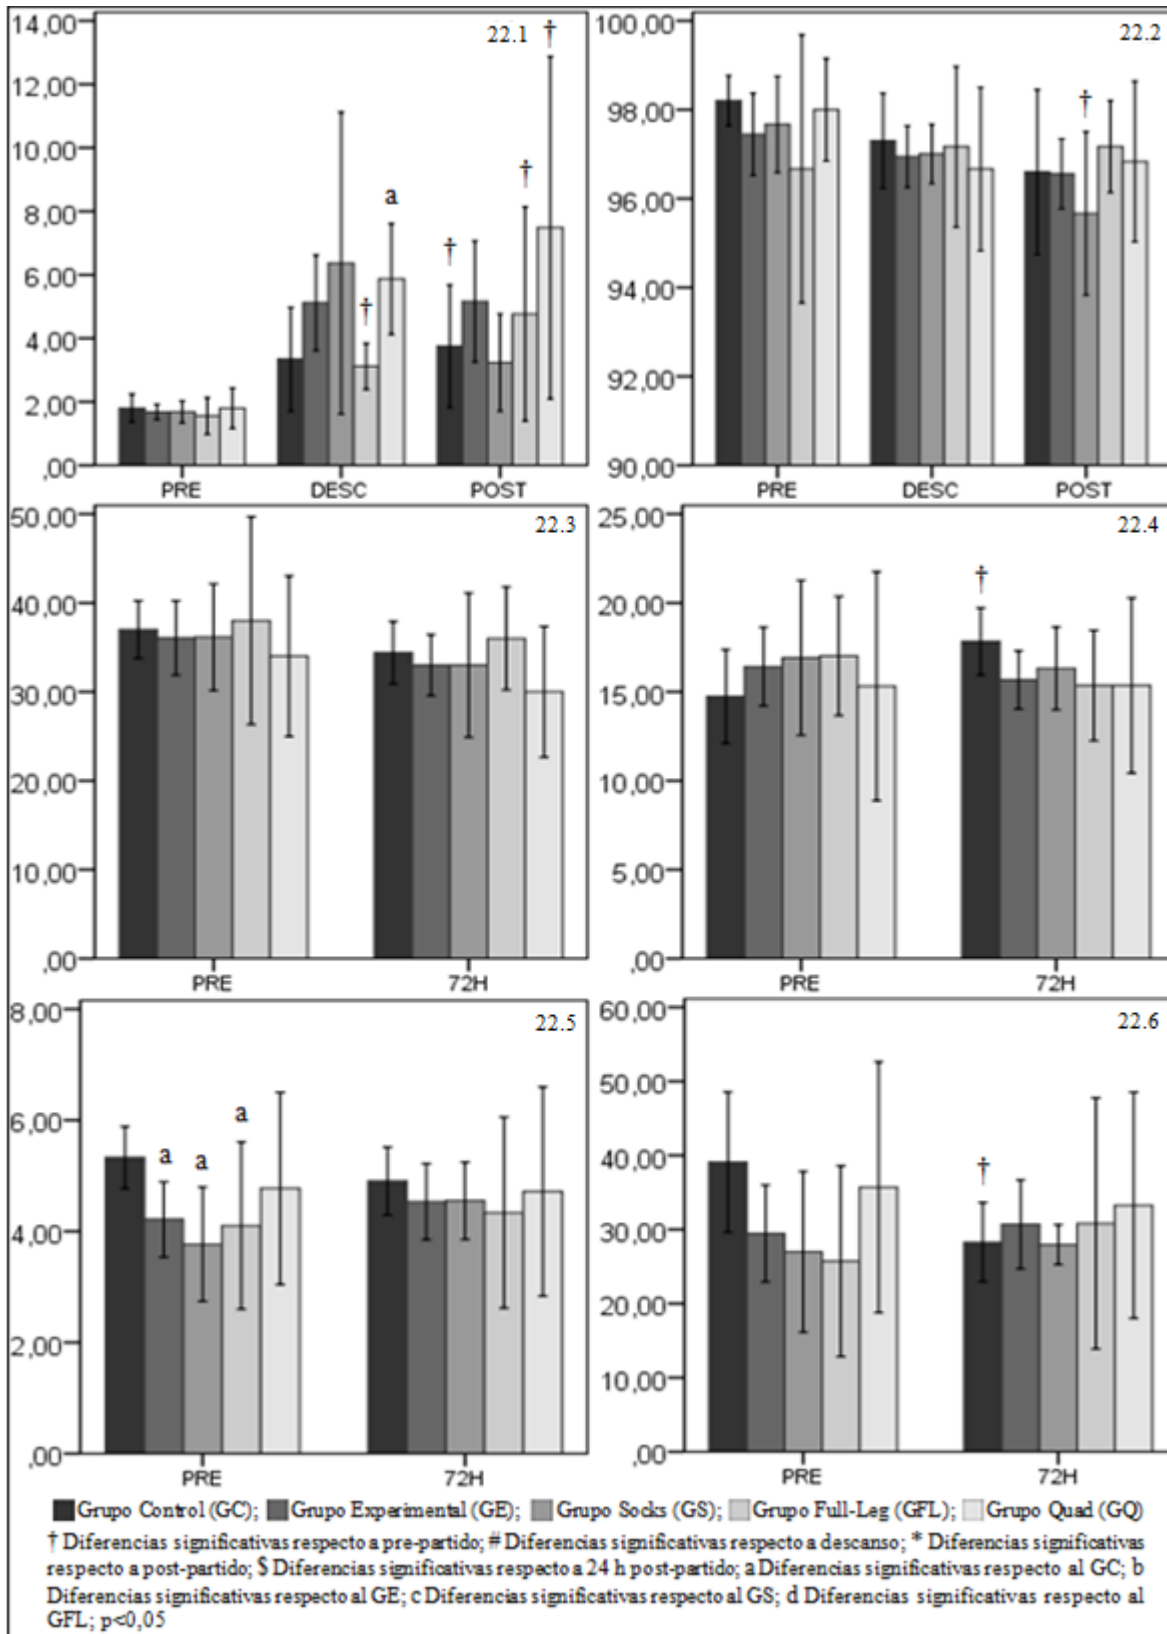 14,00
12,00
10,00
8,00
6,00
4,00
2,00
,00
22.1
†
†
†
†
a
PRE
DESC
POST
100,00
98,00
96,00
94,00
92,00
90,00
22.2
†
PRE
DESC
POST
50,00
40,00
30,00
20,00
10,00
,00
22.3
PRE
72H
25,00
20,00
15,00
10,00
5,00
,00
22.4
†
PRE
72H
8,00
6,00
4,00
2,00
,00
22.5
a
a
a
PRE
72H
60,00
50,00
40,00
30,00
20,00
10,00
,00
22.6
†
PRE
72H
Grupo Control (GC); Grupo Experimental (GE); Grupo Socks (GS); Grupo Full-Leg (GFL); Grupo Quad (GQ)
† Diferencias significativas respecto a pre-partido; # Diferencias significativas respecto a descanso; * Diferencias significativas
respecto a post-partido; $ Diferencias significativas respecto a 24 h post-partido; a Diferencias significativas respecto al GC; b
Diferencias significativas respecto al GE; c Diferencias significativas respecto al GS; d Diferencias significativas respecto al
GFL; p<0,05